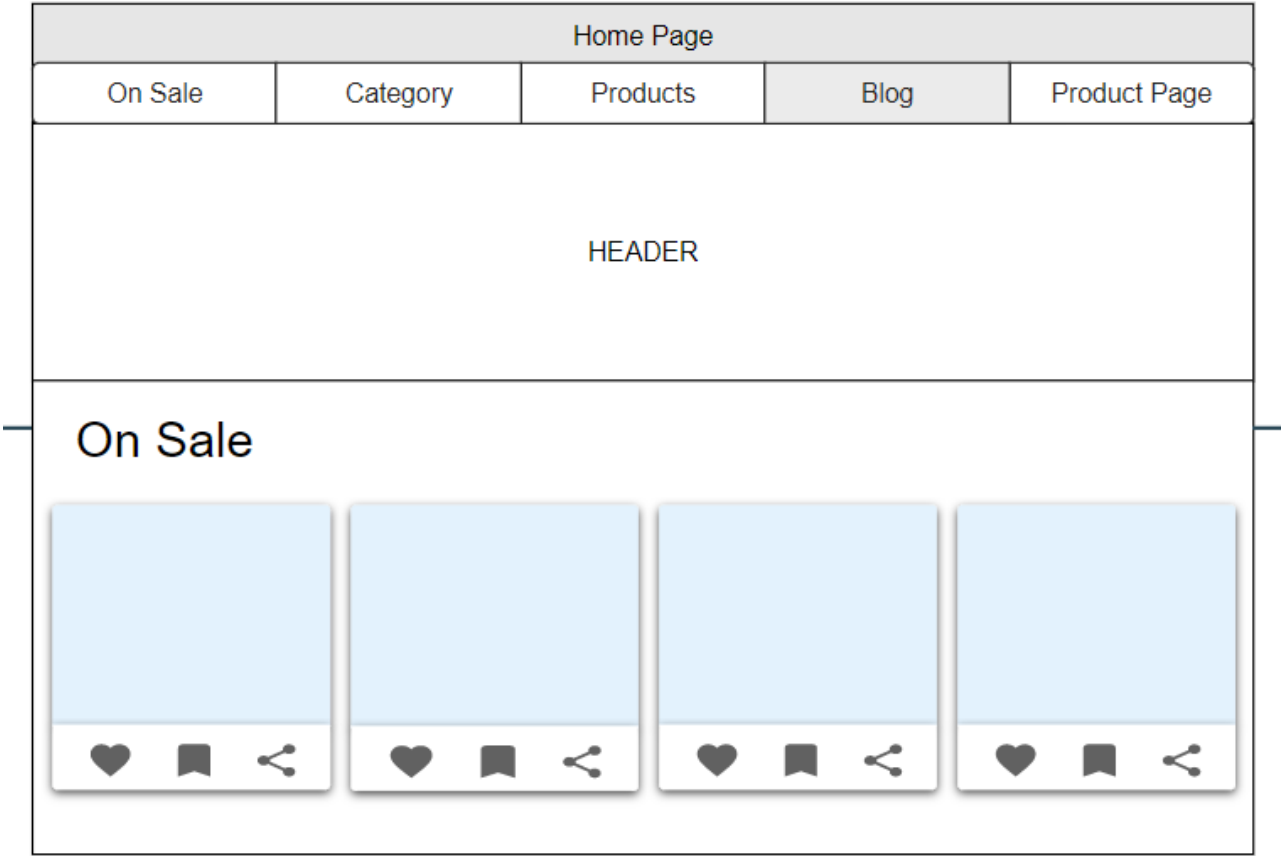 Home Page
On Sale Category Products Blog Product Page
HEADER
On Sale